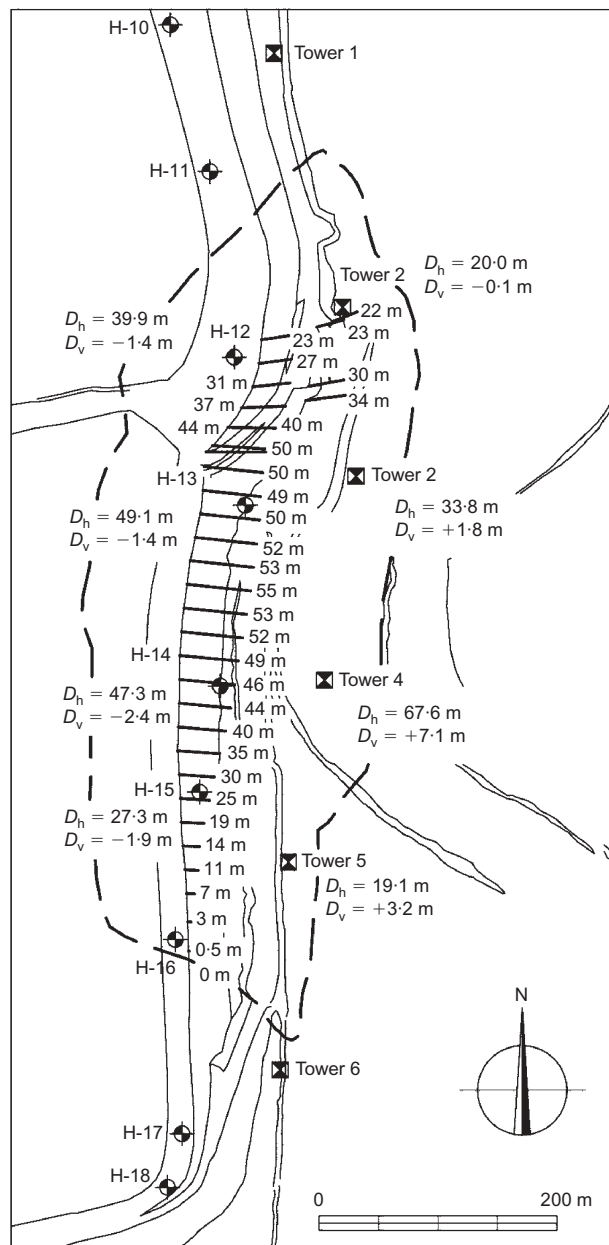 H-10
Tower 1
H-11
Tower 2
Dh = 20·0 m
Dv = −0·1 m
22 m
23 m
Dh = 39·9 m
Dv = −1·4 m
H-12
23 m
27 m
31 m
30 m
37 m
34 m
44 m
40 m
50 m
H-13
50 m
Tower 2
49 m
50 m
Dh = 49·1 m
Dv = −1·4 m
Dh = 33·8 m
Dv = +1·8 m
52 m
53 m
55 m
53 m
52 m
H-14
49 m
46 m
Tower 4
Dh = 47·3 m
Dv = −2·4 m
44 m
Dh = 67·6 m
Dv = +7·1 m
40 m
35 m
30 m
H-15
25 m
Dh = 27·3 m
Dv = −1·9 m
19 m
14 m
Tower 5
11 m
Dh = 19·1 m
Dv = +3·2 m
7 m
3 m
0·5 m
H-16
0 m
N
Tower 6
H-17
H-18
0
200 m